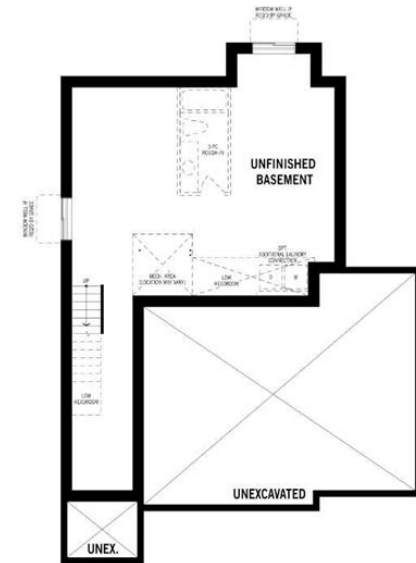 WINDOW WELL IF
REQ'D BY GRADE
3-PC
ROUGH-IN
UNFINISHED
BASEMENT
WINDOW WELL IF
REQ'D BY GRADE
OPT.
ADDITIONAL LAUNDRY
CONNECTION
UP
MECH. AREA
(LOCATION MAY VARY)
LOW
HEADROOM
D
W
LOW
HEADROOM
UNEXCAVATED
UNEX.